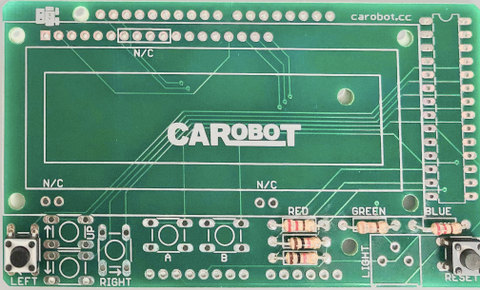 carobot.cc
N/C
CAROBOT
N/C
N/C
RED
GREEN
BLUE
UP
A
B
LIGHT
LEFT
RIGHT
RESET